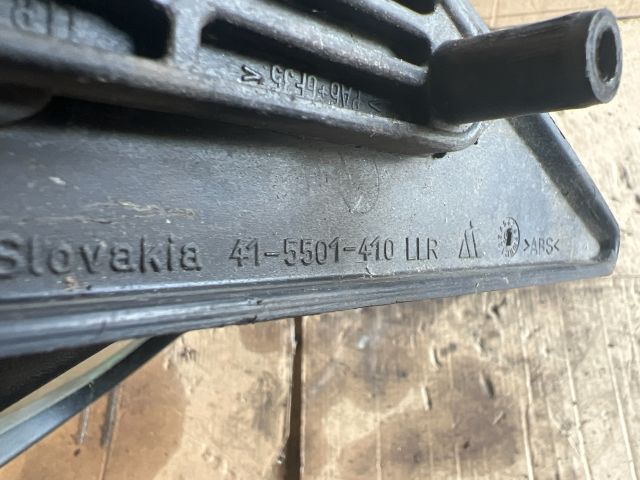 >PA6+GF35<
Slovakia 41-5501-410 LLR >ABS<